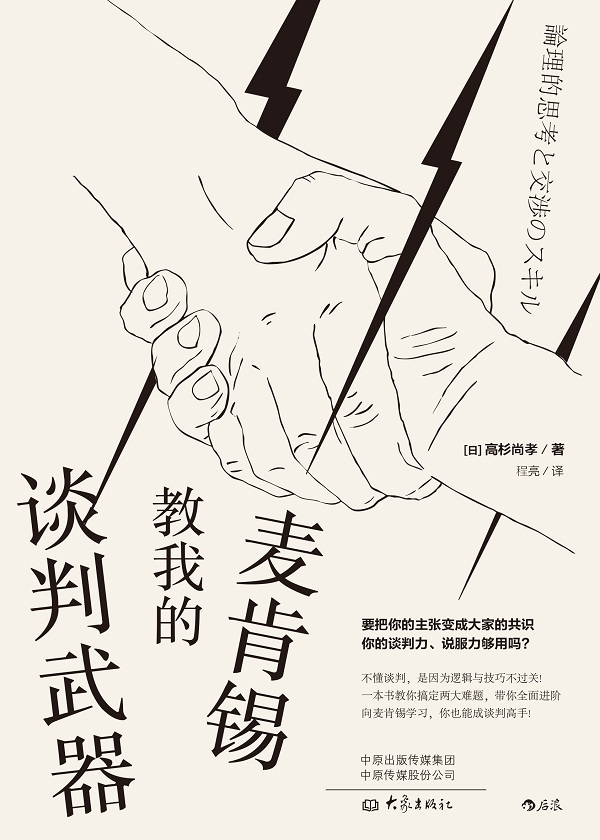 論理的思考と交渉のスキル
[日]高杉尚孝/著
程亮/译
麦肯锡
教我的
谈判武器
要把你的主张变成大家的共识
你的谈判力、说服力够用吗?
不懂谈判，是因为逻辑与技巧不过关!
一本书教你搞定两大难题，带你全面进阶
向麦肯锡学习，你也能成谈判高手!
中原出版传媒集团
中原传媒股份公司
大象出版社
后浪